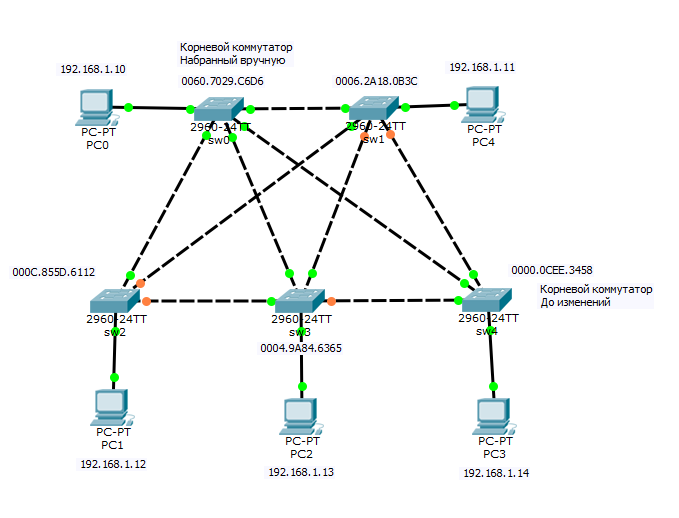 Корневой коммутатор
Набранный вручную
192.168.1.10
0060.7029.C6D6
0006.2A18.0B3C
192.168.1.11
PC-PT
PC0
2960-24TT
sw0
2960-24TT
sw1
PC-PT
PC4
000C.855D.6112
0000.0CEE.3458
Корневой коммутатор
До изменений
2960-24TT
sw2
2960-24TT
sw3
0004.9A84.6365
2960-24TT
sw4
PC-PT
PC1
192.168.1.12
PC-PT
PC2
192.168.1.13
PC-PT
PC3
192.168.1.14